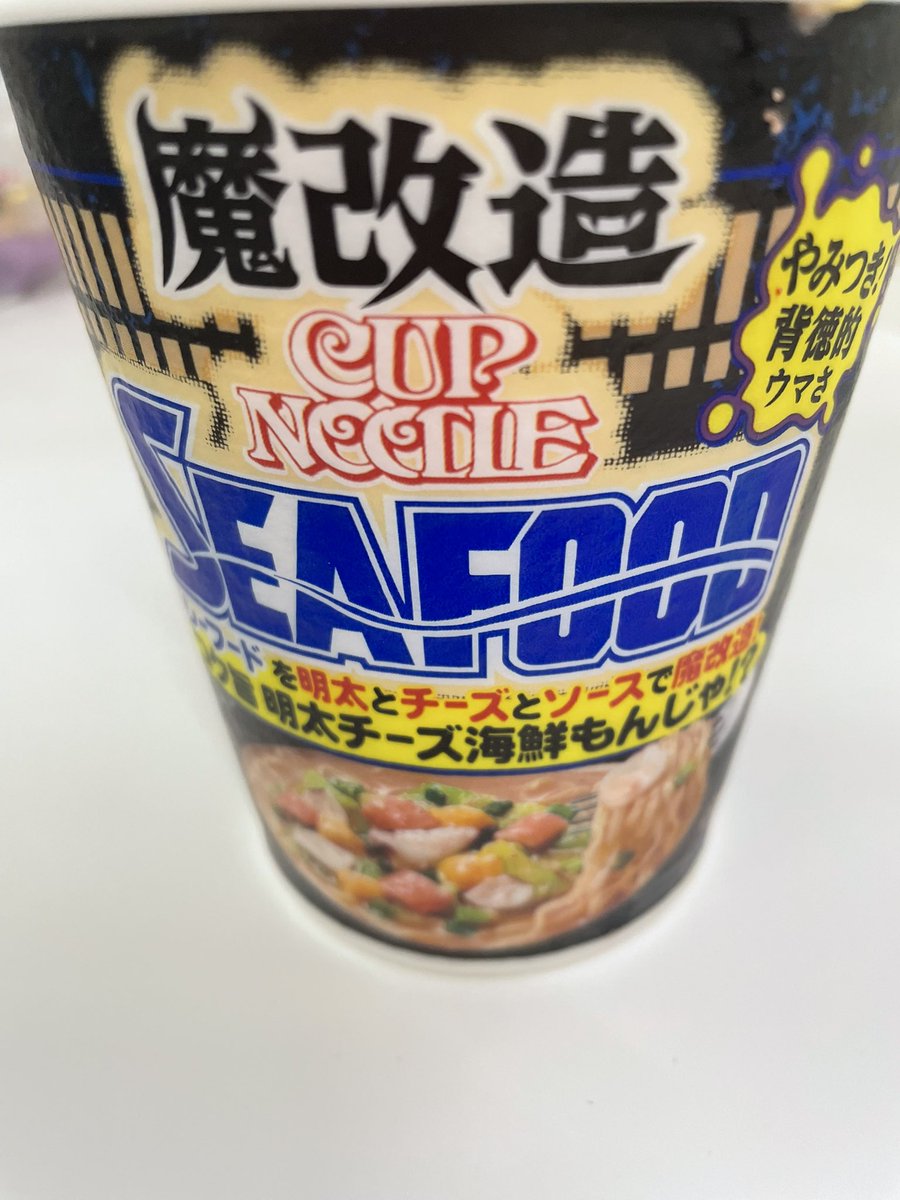 魔改造
CUP
NOODLE
やみつき!
背徳的
ウマさ
SEAFOOD
フード
を明太とチーズとソースで魔改造
明太チーズ海鮮もんじゃ!?